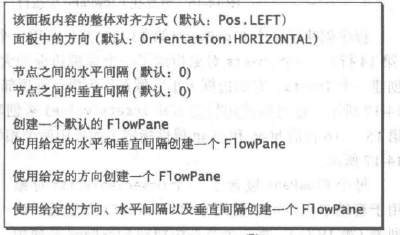 该面板内容的整体对齐方式（默认：Pos.LEFT）
面板中的方向（默认：Orientation.HORIZONTAL）
节点之间的水平间隔（默认：0）
节点之间的垂直间隔（默认：0）
创建一个默认的 FlowPane
使用给定的水平和垂直间隔创建一个 FlowPane
使用给定的方向创建一个 FlowPane
使用给定的方向、水平间隔以及垂直间隔创建一个 FlowPane